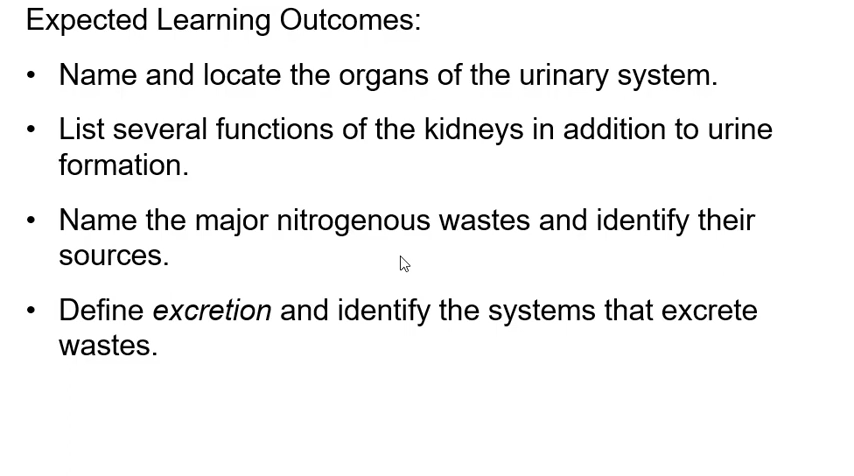 Expected Learning Outcomes:
• Name and locate the organs of the urinary system.
• List several functions of the kidneys in addition to urine
formation.
• Name the major nitrogenous wastes and identify their
sources.
• Define excretion and identify the systems that excrete
wastes.